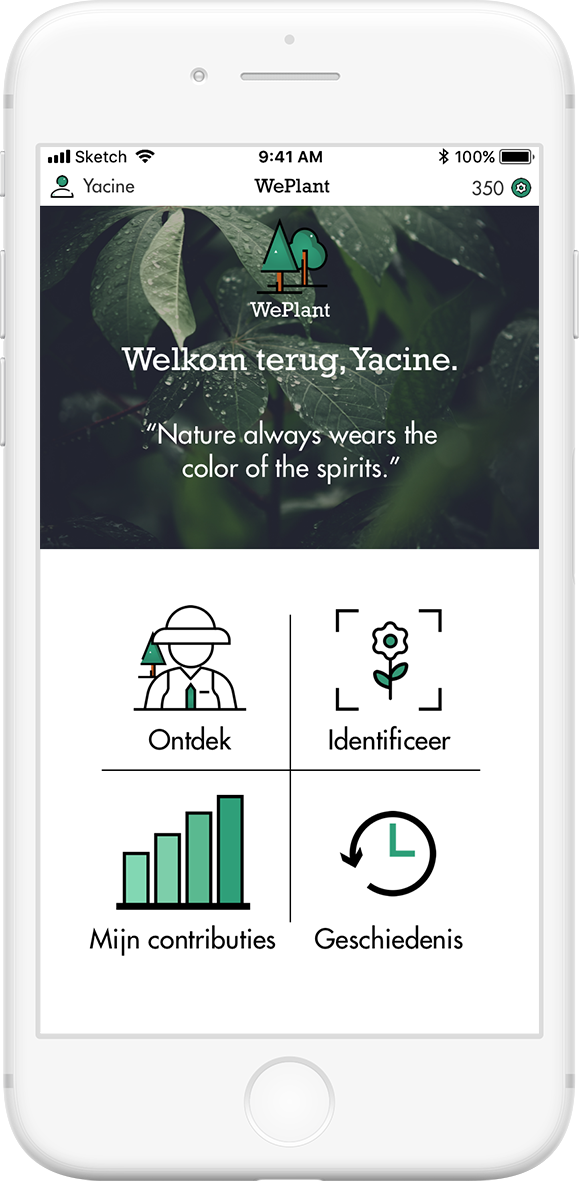 Sketch 9:41 AM 100%
Yacine WePlant 350
WePlant
Welkom terug, Yacine.
“Nature always wears the
color of the spirits.”
Ontdek Identificeer
Mijn contributies Geschiedenis